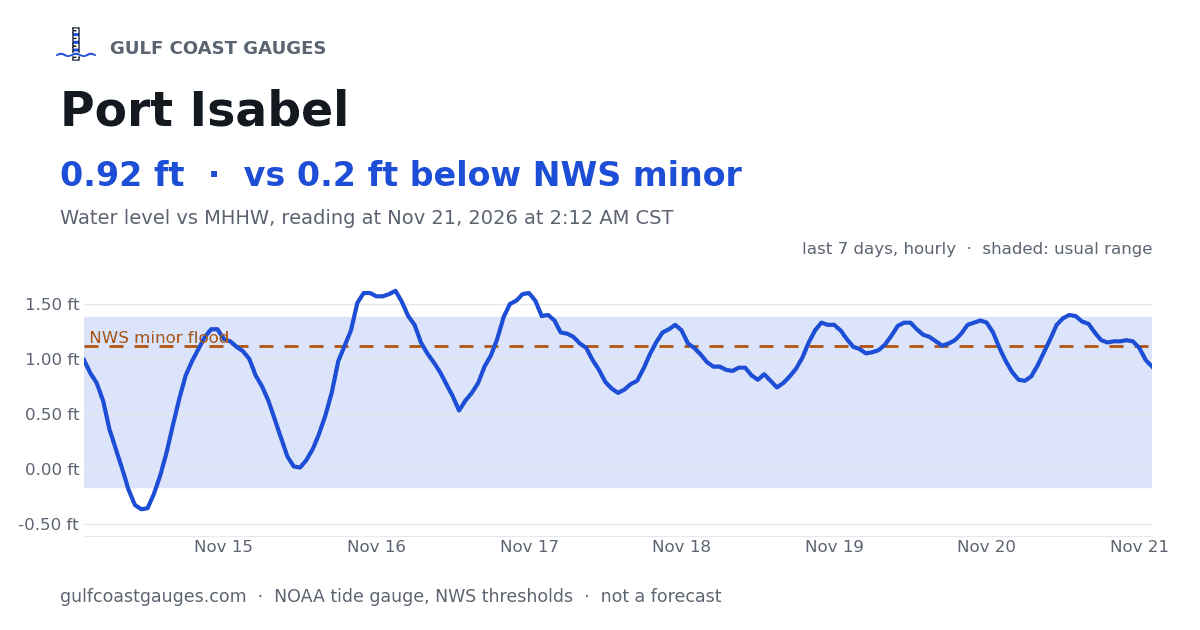 GULF COAST GAUGES
Port Isabel
0.92 ft · vs 0.2 ft below NWS minor
Water level vs MHHW, reading at Nov 21, 2026 at 2:12 AM CST
last 7 days, hourly · shaded: usual range
1.50 ft
NWS minor flood
1.00 ft
0.50 ft
0.00 ft
-0.50 ft
Nov 15 Nov 16 Nov 17 Nov 18 Nov 19 Nov 20 Nov 21
gulfcoastgauges.com · NOAA tide gauge, NWS thresholds · not a forecast